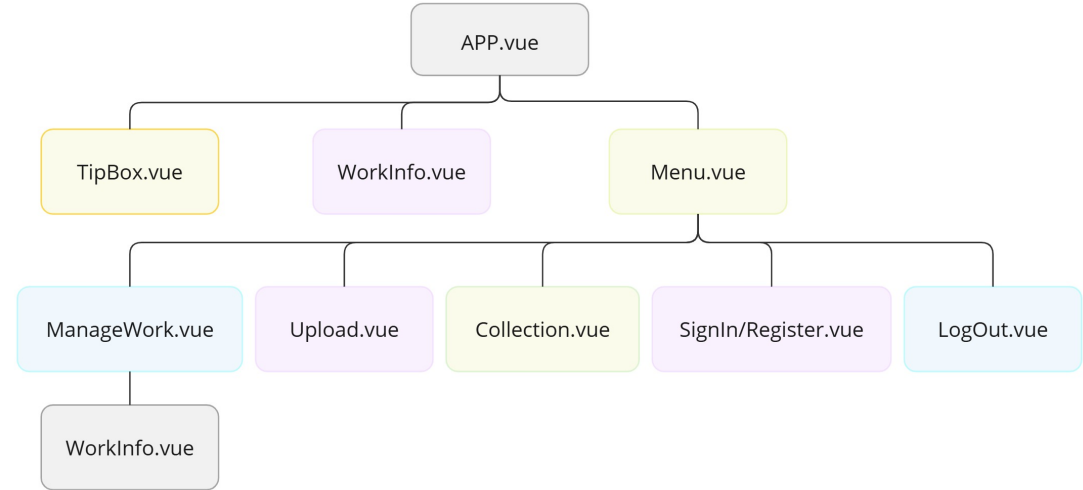 APP.vue
TipBox.vue
WorkInfo.vue
Menu.vue
ManageWork.vue
Upload.vue
Collection.vue
SignIn/Register.vue
LogOut.vue
WorkInfo.vue